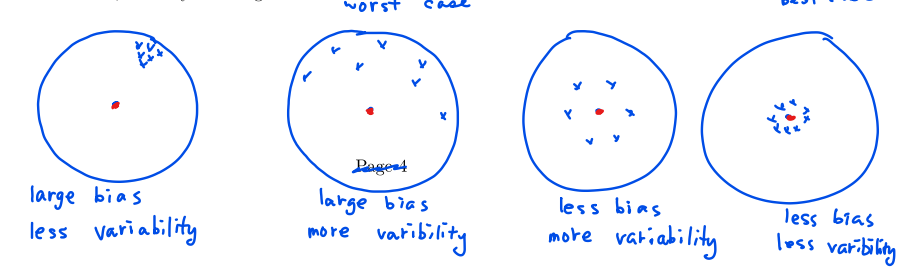 worst case
large bias
less variability
Page 4
large bias
more varibility
less bias
more variability
less bias
less varibility